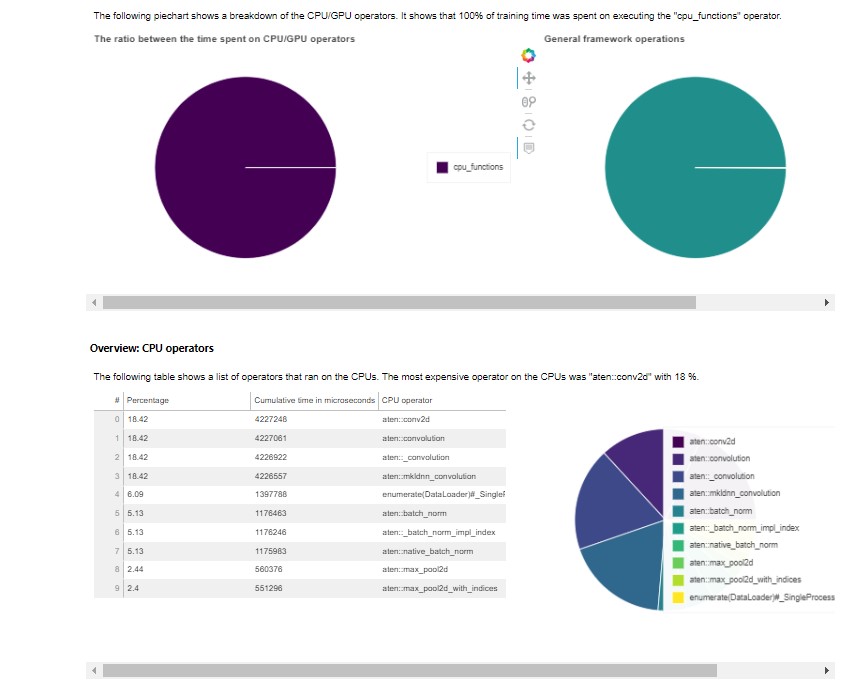 The following piechart shows a breakdown of the CPU/GPU operators. It shows that 100% of training time was spent on executing the "cpu_functions" operator.
The ratio between the time spent on CPU/GPU operators
General framework operations
cpu_functions
Overview: CPU operators
The following table shows a list of operators that ran on the CPUs. The most expensive operator on the CPUs was "aten::conv2d" with 18 %.
# Percentage Cumulative time in microseconds CPU operator
0 18.42 4227248 aten::conv2d
1 18.42 4227061 aten::convolution
2 18.42 4226922 aten::_convolution
3 18.42 4226557 aten::mkldnn_convolution
4 6.09 1397788 enumerate(DataLoader)#_SingleF
5 5.13 1176463 aten::batch_norm
6 5.13 1176246 aten::_batch_norm_impl_index
7 5.13 1175983 aten::native_batch_norm
8 2.44 560376 aten::max_pool2d
9 2.4 551296 aten::max_pool2d_with_indices
aten::conv2d
aten::convolution
aten::_convolution
aten::mkldnn_convolution
aten::batch_norm
aten::_batch_norm_impl_index
aten::native_batch_norm
aten::max_pool2d
aten::max_pool2d_with_indices
enumerate(DataLoader)#_SingleProcess